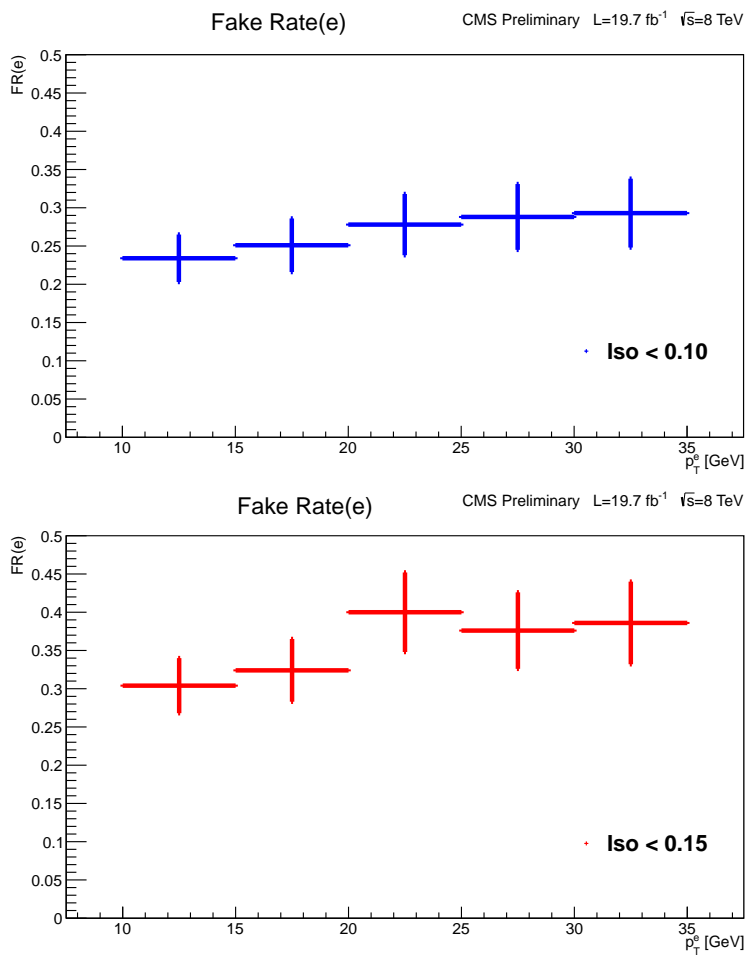 Fake Rate(e) CMS Preliminary L=19.7 fb⁻¹ √s=8 TeV
FR(e)
0.5
0.45
0.4
0.35
0.3
0.25
0.2
0.15
0.1
0.05
0
Iso < 0.10
10 15 20 25 30 35
p_T^e [GeV]
Fake Rate(e) CMS Preliminary L=19.7 fb⁻¹ √s=8 TeV
FR(e)
0.5
0.45
0.4
0.35
0.3
0.25
0.2
0.15
0.1
0.05
0
Iso < 0.15
10 15 20 25 30 35
p_T^e [GeV]